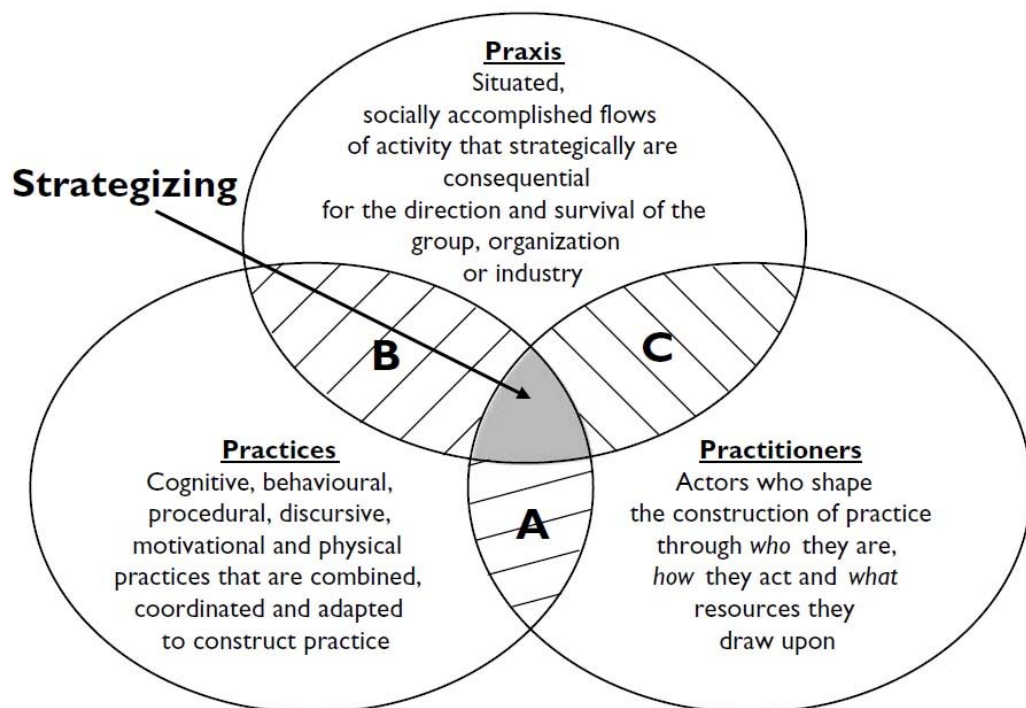 Praxis
Situated,
socially accomplished flows
of activity that strategically are
consequential
for the direction and survival of the
group, organization
or industry
Strategizing
B
C
A
Practices
Cognitive, behavioural,
procedural, discursive,
motivational and physical
practices that are combined,
coordinated and adapted
to construct practice
Practitioners
Actors who shape
the construction of practice
through who they are,
how they act and what
resources they
draw upon